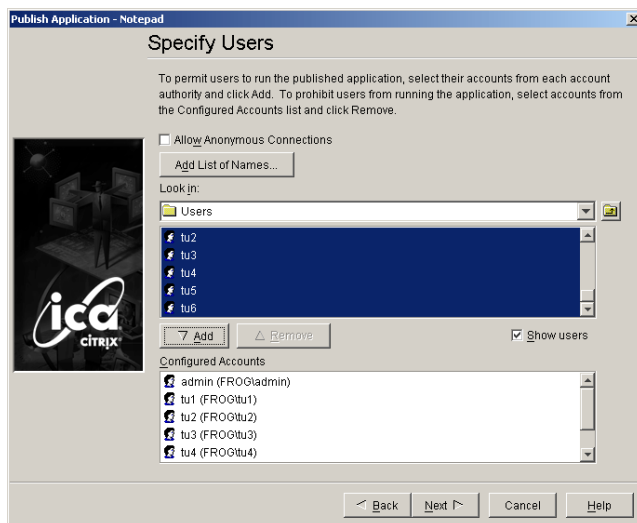 Publish Application - Notepad
Specify Users
To permit users to run the published application, select their accounts from each account
authority and click Add. To prohibit users from running the application, select accounts from
the Configured Accounts list and click Remove.
Allow Anonymous Connections
Add List of Names...
Look in:
Users
tu2
tu3
tu4
tu5
tu6
Add
Remove
Show users
Configured Accounts
admin (FROG\admin)
tu1 (FROG\tu1)
tu2 (FROG\tu2)
tu3 (FROG\tu3)
tu4 (FROG\tu4)
ica
CITRIX
Back
Next
Cancel
Help